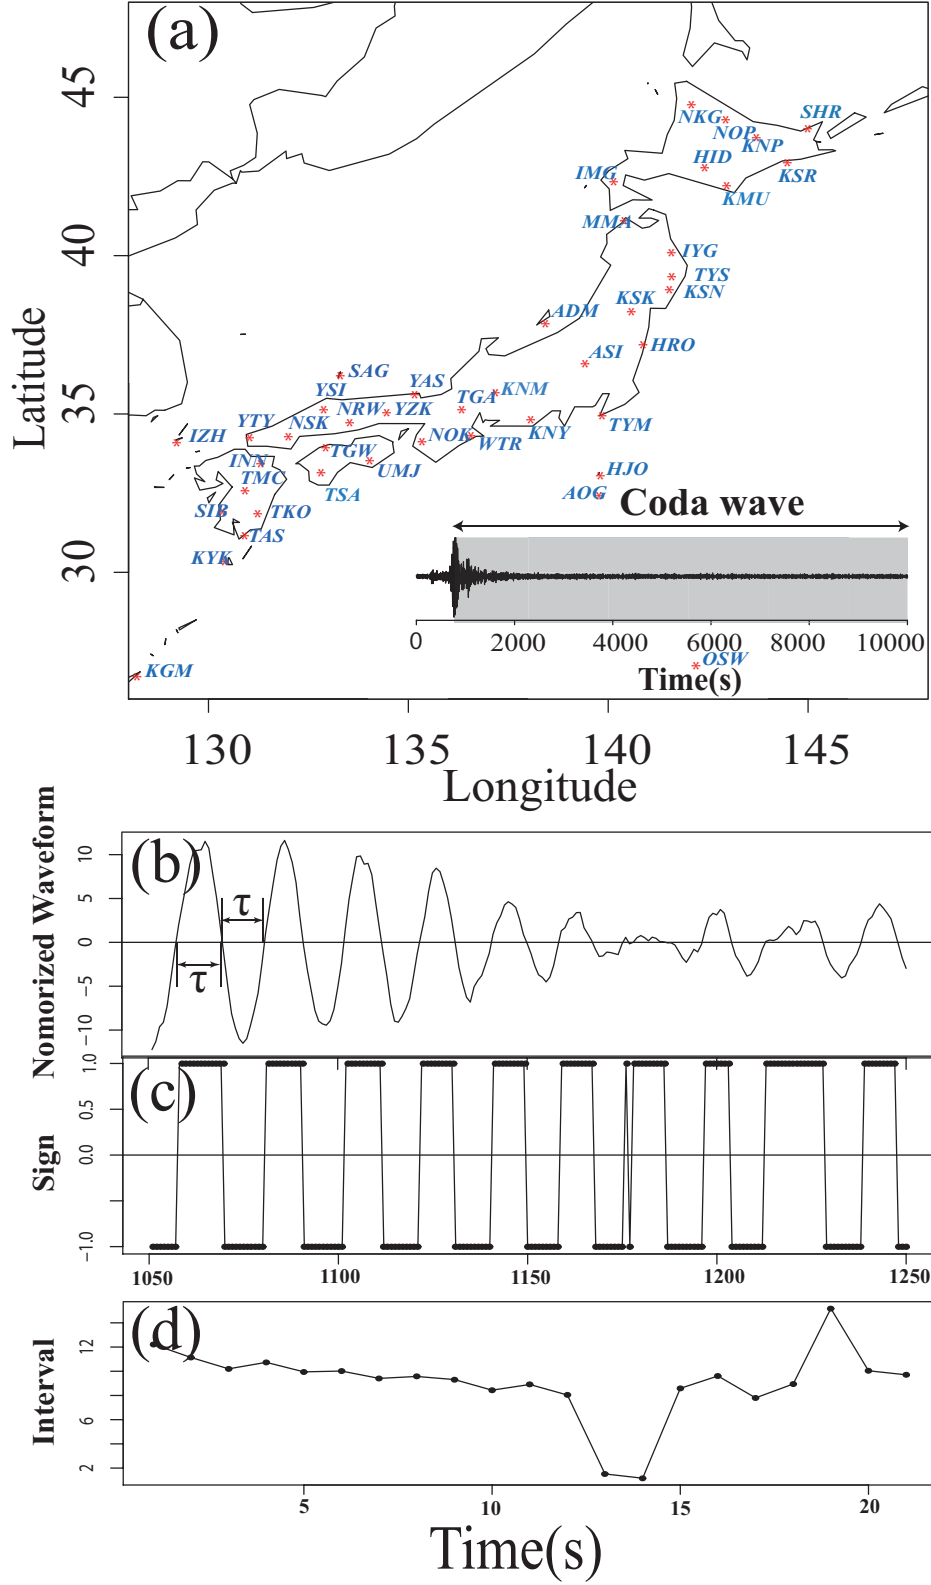 (a)
45
40
35
30
Latitude
NKG
NOP
SHR
KNP
HID
IMG
KSR
KMU
MMA
IYG
TYS
KSN
KSK
ADM
HRO
ASI
SAG
YAS
YSI
KNM
TGA
NRW
YZK
YTY
NSK
KNY
TYM
IZH
NOK
WTR
TGW
INN
UMJ
TMC
TSA
HJO
AOG
SIB
TKO
TAS
KYK
KGM
OSW
Coda wave
0 2000 4000 6000 8000 10000
Time(s)
130 135 140 145
Longitude
(b)
Nomorized Waveform
10
5
0
−5
−10
τ
τ
(c)
Sign
1.0
0.5
0.0
−1.0
1050 1100 1150 1200 1250
(d)
Interval
12
6
2
5 10 15 20
Time(s)